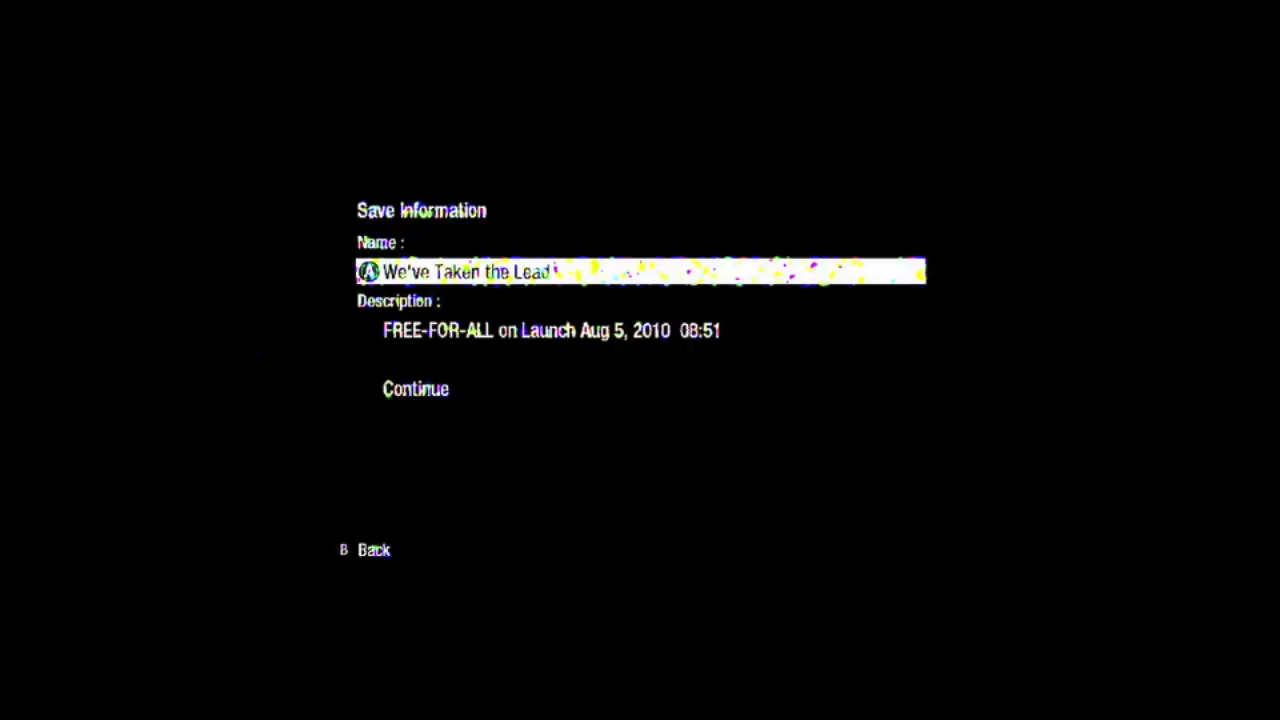 Save Information
Name :
A We've Taken the Lead
Description :
FREE-FOR-ALL on Launch Aug 5, 2010 08:51
Continue
B Back